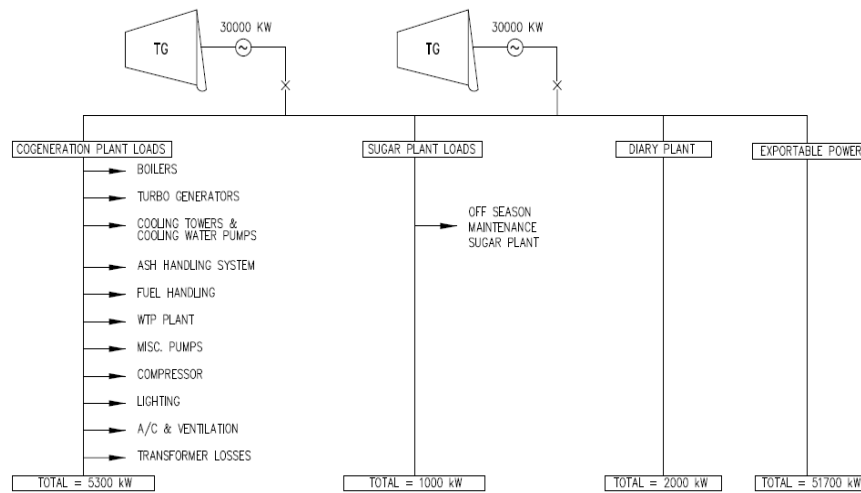 30000 KW
30000 KW
TG
TG
~
~
COGENERATION PLANT LOADS
SUGAR PLANT LOADS
DIARY PLANT
EXPORTABLE POWER
BOILERS
TURBO GENERATORS
COOLING TOWERS &
COOLING WATER PUMPS
ASH HANDLING SYSTEM
FUEL HANDLING
WTP PLANT
MISC. PUMPS
COMPRESSOR
LIGHTING
A/C & VENTILATION
TRANSFORMER LOSSES
OFF SEASON
MAINTENANCE
SUGAR PLANT
TOTAL = 5300 kW
TOTAL = 1000 kW
TOTAL = 2000 kW
TOTAL = 51700 kW